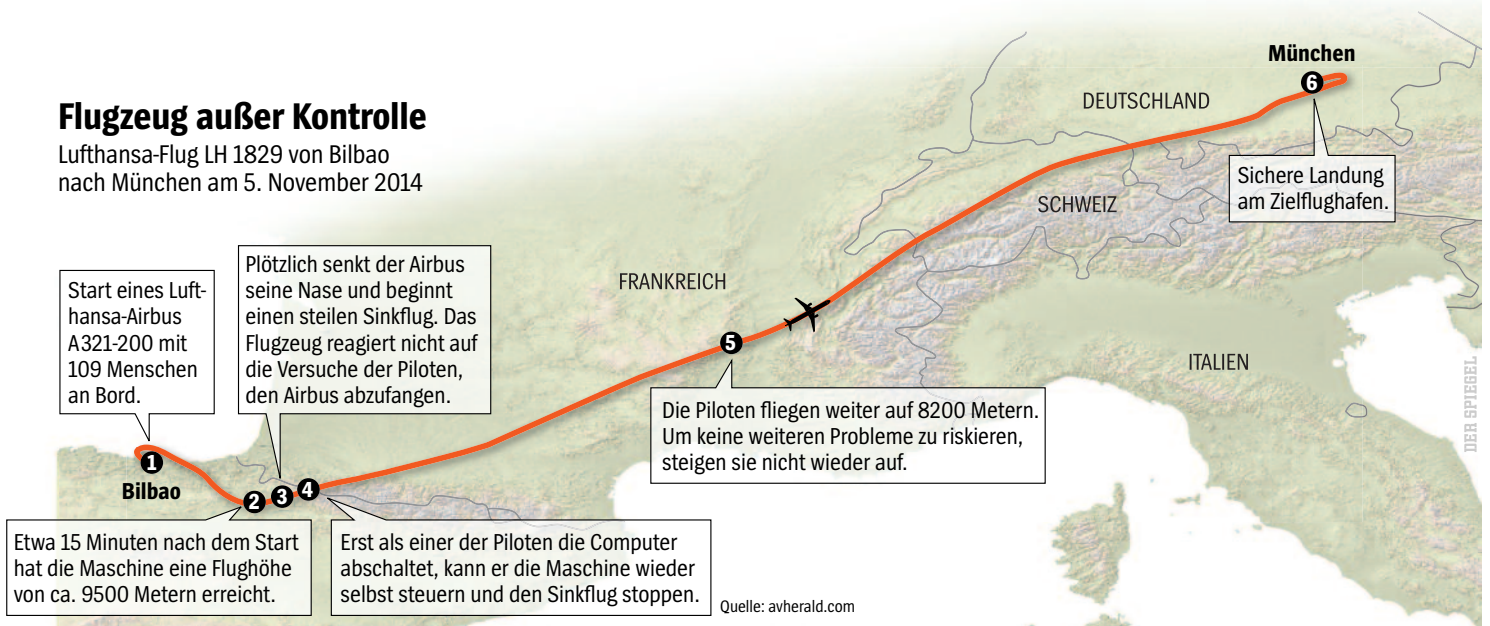 Flugzeug außer Kontrolle
Lufthansa-Flug LH 1829 von Bilbao
nach München am 5. November 2014
Start eines Luft-
hansa-Airbus
A321-200 mit
109 Menschen
an Bord.
1
Bilbao
Etwa 15 Minuten nach dem Start
hat die Maschine eine Flughöhe
von ca. 9500 Metern erreicht.
2
Plötzlich senkt der Airbus
seine Nase und beginnt
einen steilen Sinkflug. Das
Flugzeug reagiert nicht auf
die Versuche der Piloten,
den Airbus abzufangen.
3
4
Erst als einer der Piloten die Computer
abschaltet, kann er die Maschine wieder
selbst steuern und den Sinkflug stoppen.
FRANKREICH
5
Die Piloten fliegen weiter auf 8200 Metern.
Um keine weiteren Probleme zu riskieren,
steigen sie nicht wieder auf.
SCHWEIZ
DEUTSCHLAND
ITALIEN
München
6
Sichere Landung
am Zielflughafen.
Quelle: avherald.com
DER SPIEGEL